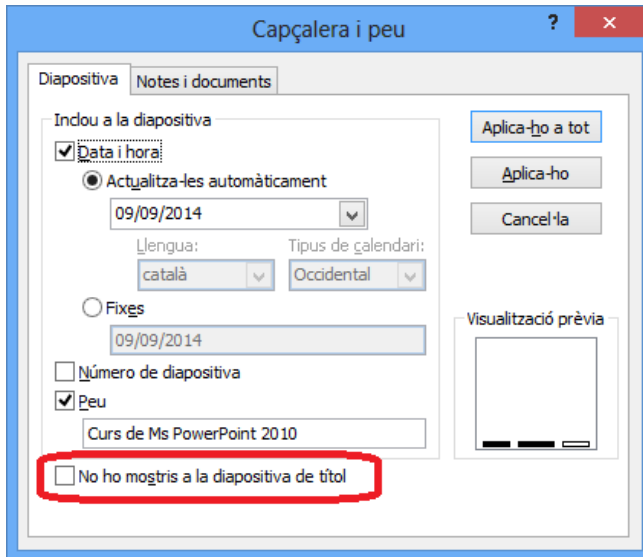 Capçalera i peu
?
×
Diapositiva
Notes i documents
Inclou a la diapositiva
Data i hora
Actualitza-les automàticament
09/09/2014
Llengua:
Tipus de calendari:
català
Occidental
Fixes
09/09/2014
Número de diapositiva
Peu
Curs de Ms PowerPoint 2010
No ho mostris a la diapositiva de títol
Aplica-ho a tot
Aplica-ho
Cancel·la
Visualització prèvia